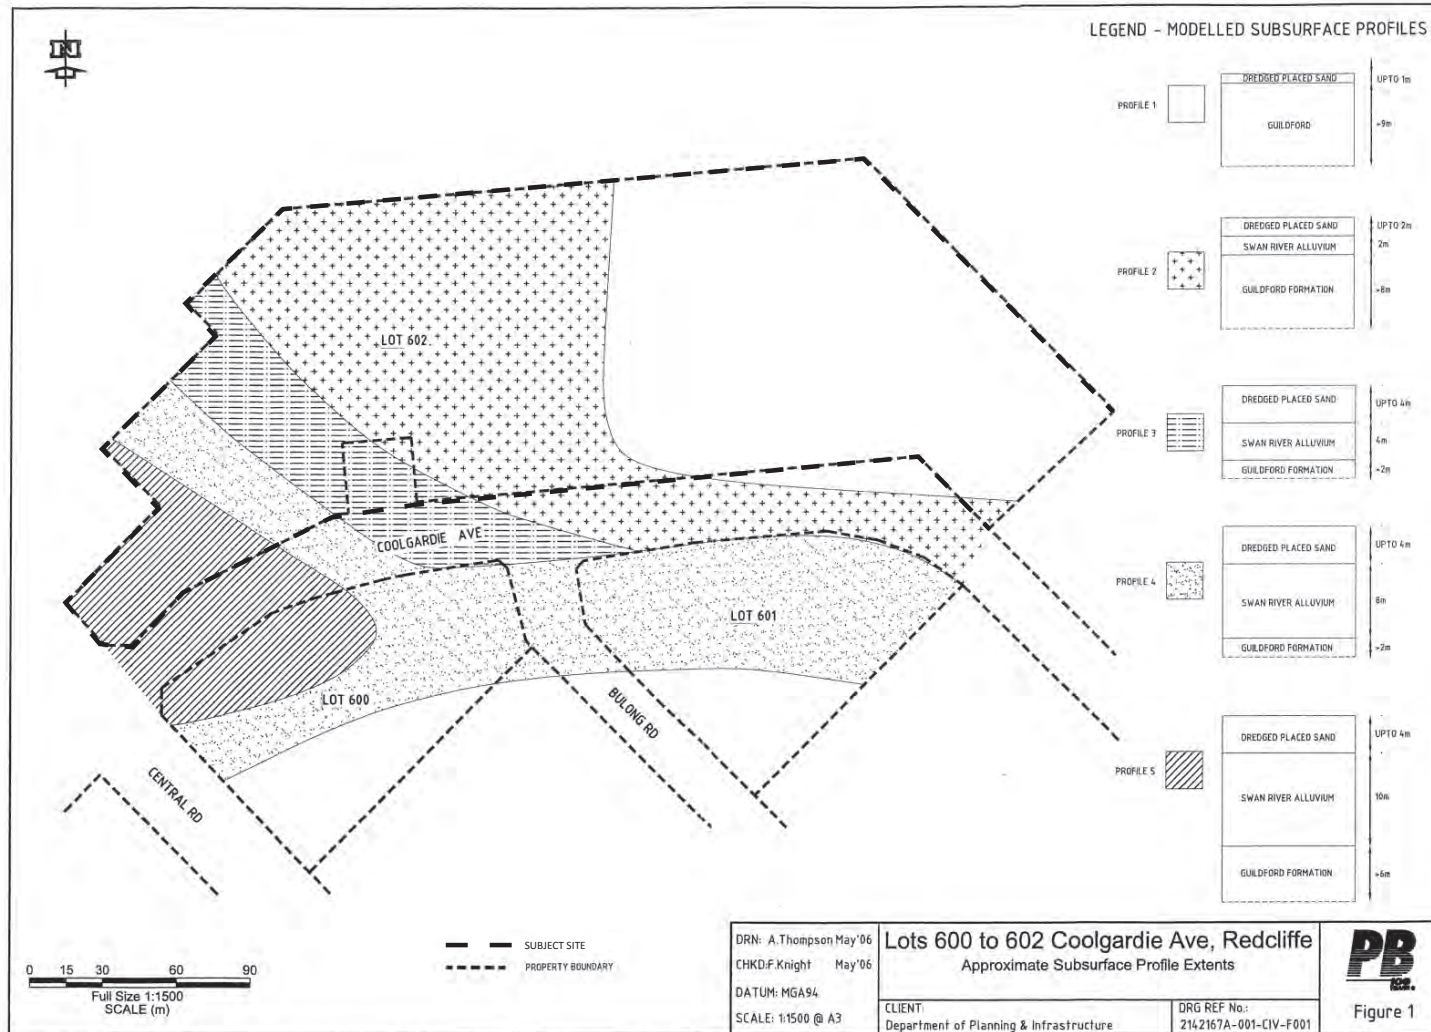 LEGEND - MODELLED SUBSURFACE PROFILES
N
PROFILE 1
DREDGED PLACED SAND
UPTO 1m
GUILDFORD
>9m
PROFILE 2
DREDGED PLACED SAND
UPTO 2m
SWAN RIVER ALLUVIUM
2m
GUILDFORD FORMATION
>8m
PROFILE 3
DREDGED PLACED SAND
UPTO 4m
SWAN RIVER ALLUVIUM
4m
GUILDFORD FORMATION
>2m
PROFILE 4
DREDGED PLACED SAND
UPTO 4m
SWAN RIVER ALLUVIUM
8m
GUILDFORD FORMATION
>2m
PROFILE 5
DREDGED PLACED SAND
UPTO 4m
SWAN RIVER ALLUVIUM
10m
GUILDFORD FORMATION
>6m
LOT 602
COOLGARDIE AVE
LOT 601
LOT 600
BULONG RD
CENTRAL RD
SUBJECT SITE
PROPERTY BOUNDARY
0 15 30 60 90
Full Size 1:1500
SCALE (m)
DRN: A.Thompson May'06
CHKD:F.Knight May'06
DATUM: MGA94
SCALE: 1:1500 @ A3
Lots 600 to 602 Coolgardie Ave, Redcliffe
Approximate Subsurface Profile Extents
CLIENT:
Department of Planning & Infrastructure
DRG REF No.:
2142167A-001-CIV-F001
PB
100
Figure 1